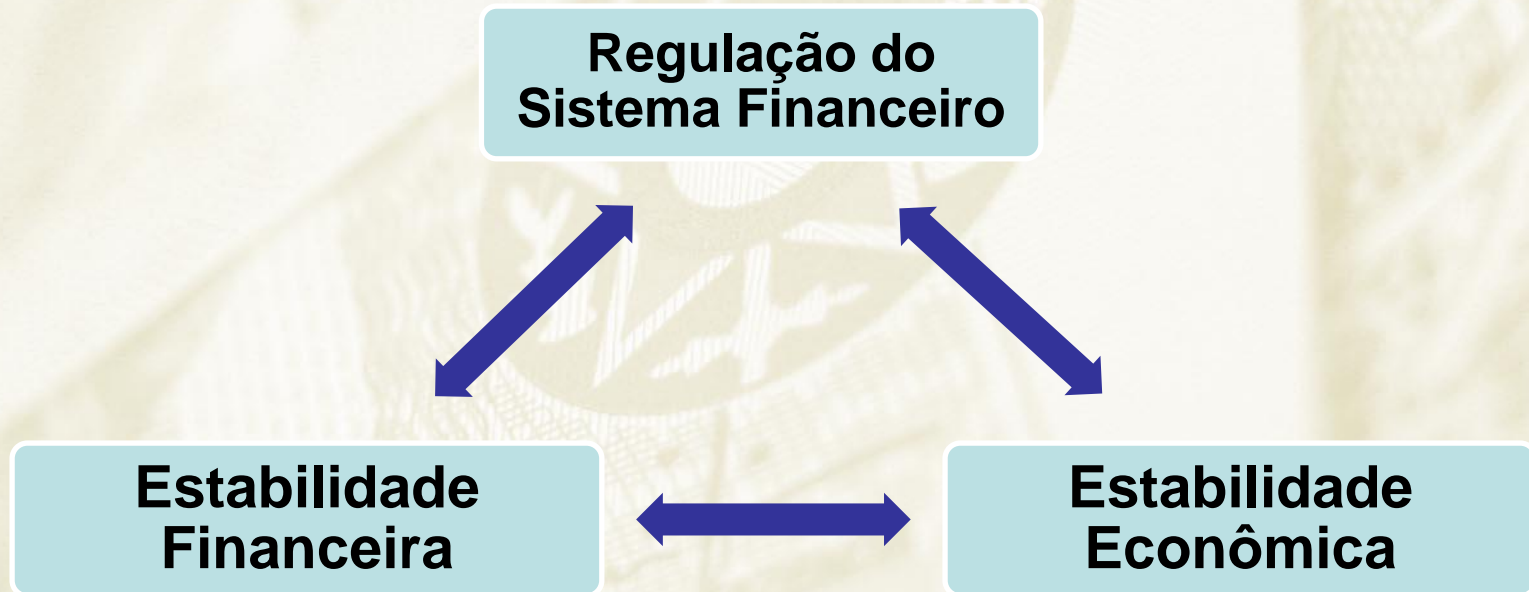 Regulação do
Sistema Financeiro
Estabilidade
Financeira
Estabilidade
Econômica